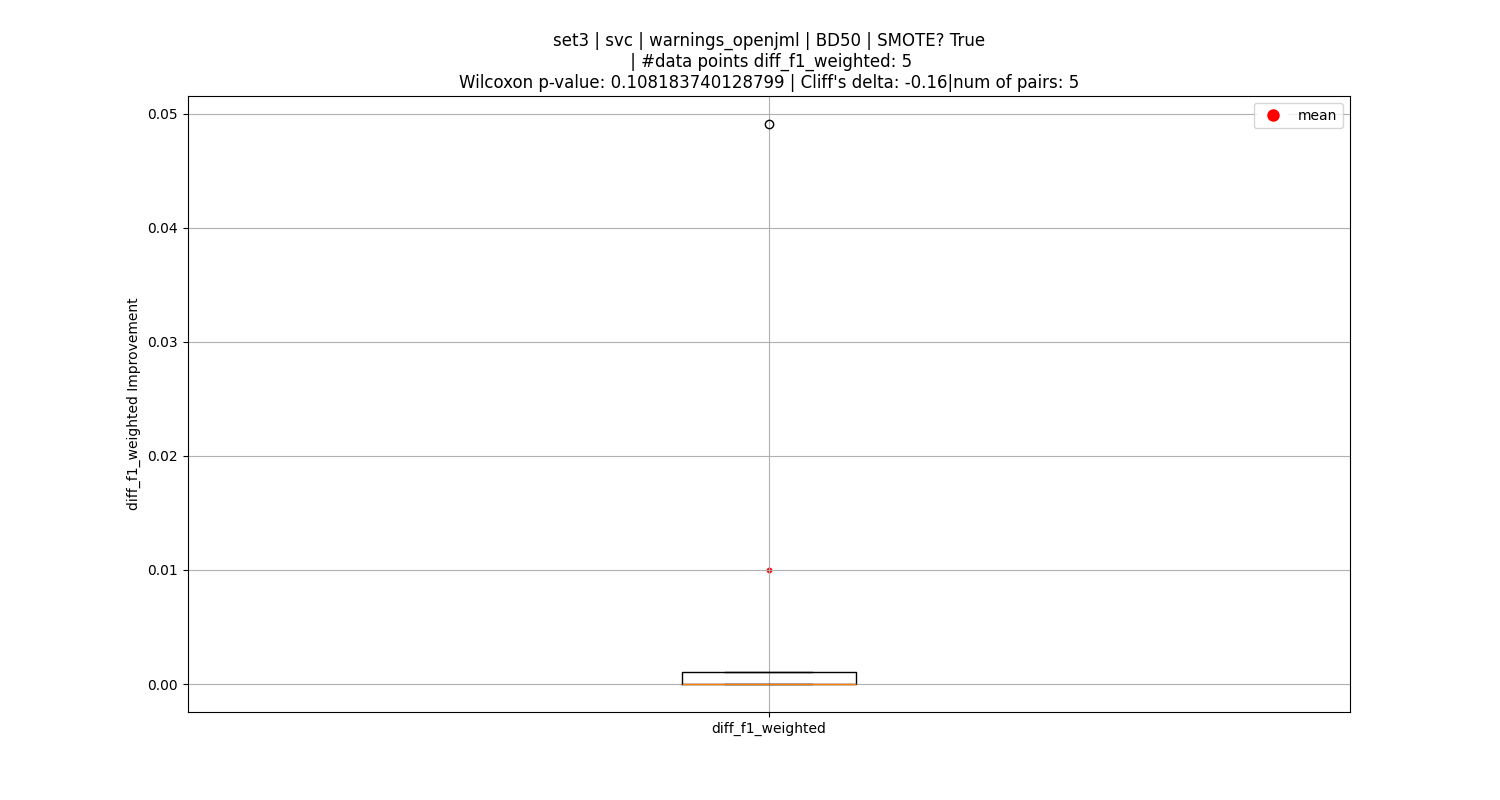 set3 | svc | warnings_openjml | BD50 | SMOTE? True
| #data points diff_f1_weighted: 5
Wilcoxon p-value: 0.108183740128799 | Cliff's delta: -0.16|num of pairs: 5
mean
0.05
0.04
0.03
0.02
0.01
0.00
diff_f1_weighted Improvement
diff_f1_weighted